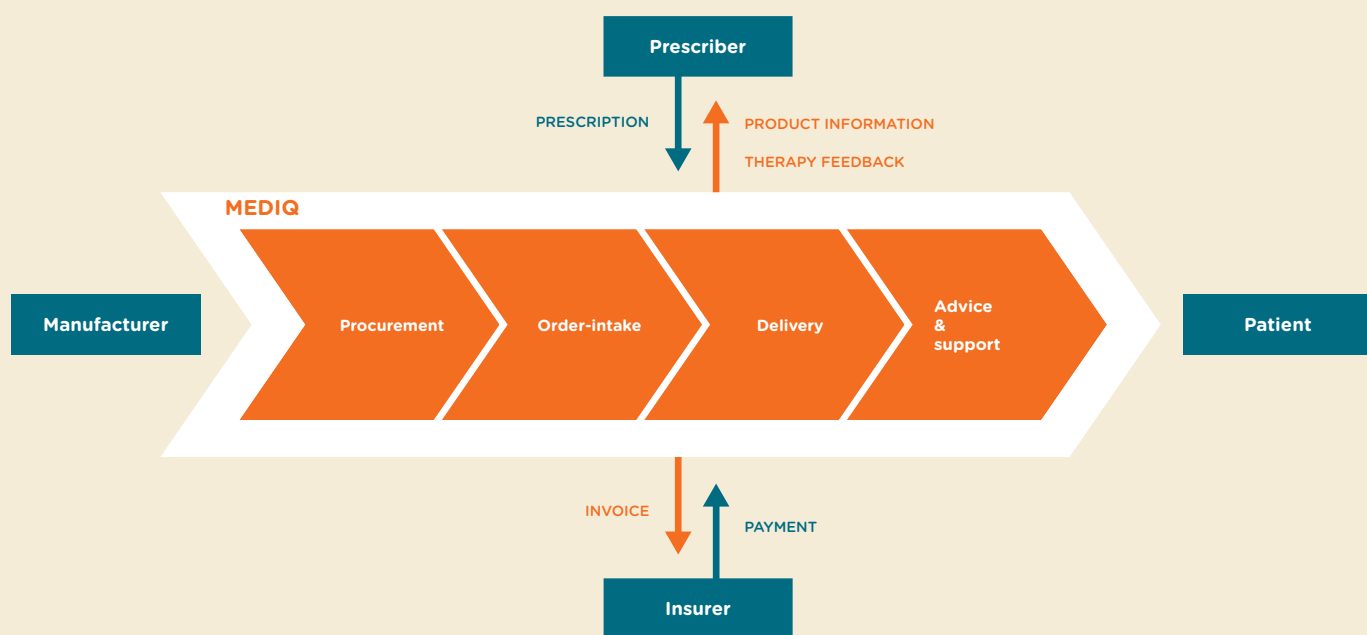 Prescriber
PRESCRIPTION
PRODUCT INFORMATION
THERAPY FEEDBACK
MEDIQ
Manufacturer
Procurement
Order-intake
Delivery
Advice
&
support
Patient
INVOICE
PAYMENT
Insurer